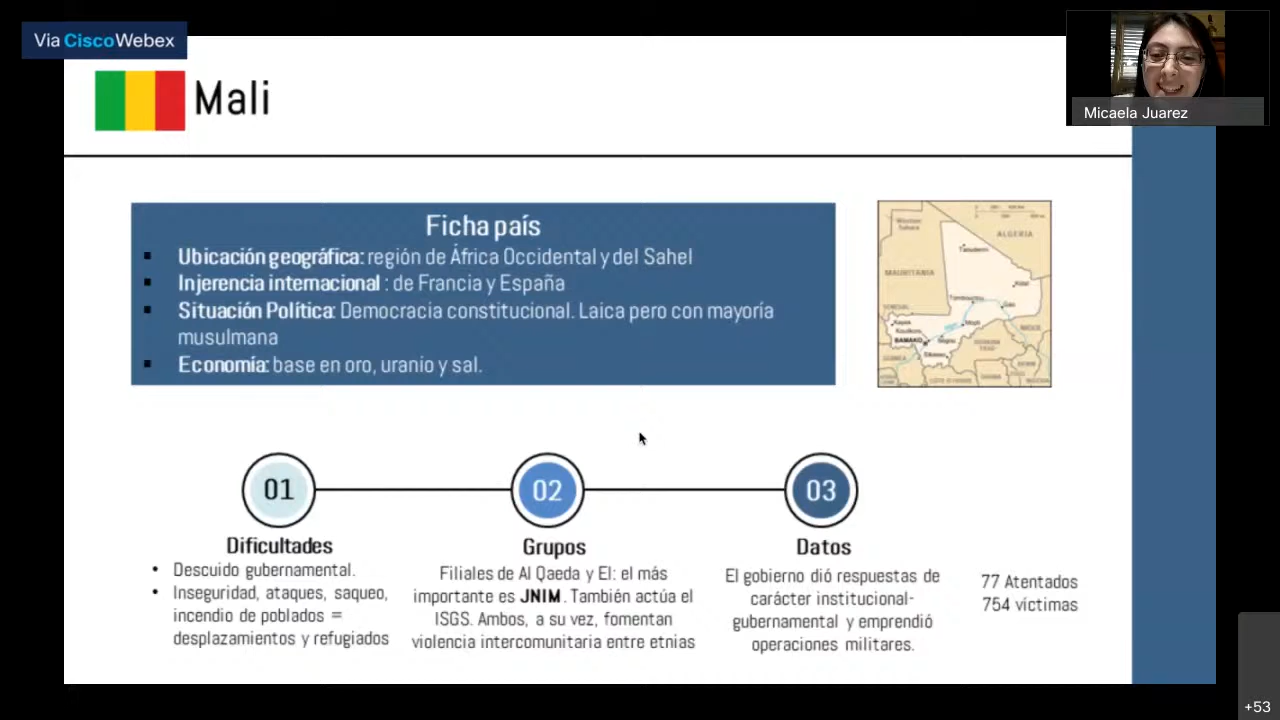 Vía CiscoWebex
Micaela Juarez
Mali
Ficha país
Ubicación geográfica: región de África Occidental y del Sahel
Injerencia internacional : de Francia y España
Situación Política: Democracia constitucional. Laica pero con mayoría
musulmana
Economía: base en oro, uranio y sal.
ALGERIA
MAURITANIA
BAMAKO
01
02
03
Dificultades
Descuido gubernamental.
Inseguridad, ataques, saqueo,
incendio de poblados =
desplazamientos y refugiados
Grupos
Filiales de Al Qaeda y EI: el más
importante es JNIM. También actúa el
ISGS. Ambos, a su vez, fomentan
violencia intercomunitaria entre etnias
Datos
El gobierno dió respuestas de
carácter institucional-
gubernamental y emprendió
operaciones militares.
77 Atentados
754 víctimas
+53